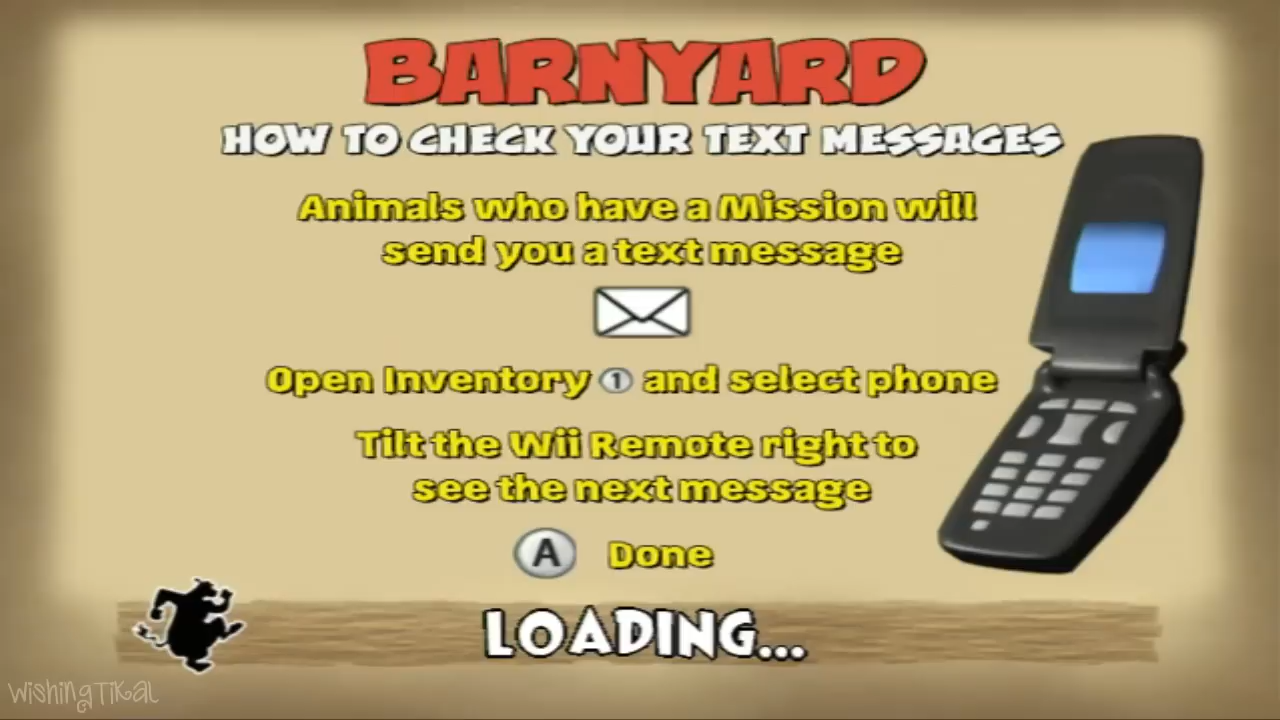 BARNYARD
HOW TO CHECK YOUR TEXT MESSAGES
Animals who have a Mission will
send you a text message
Open Inventory 1 and select phone
Tilt the Wii Remote right to
see the next message
A Done
LOADING...
WishingTikal